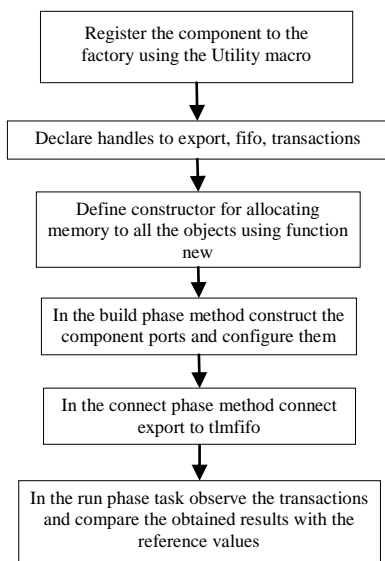 Register the component to the
factory using the Utility macro
Declare handles to export, fifo, transactions
Define constructor for allocating
memory to all the objects using function
new
In the build phase method construct the
component ports and configure them
In the connect phase method connect
export to tlmfifo
In the run phase task observe the transactions
and compare the obtained results with the
reference values